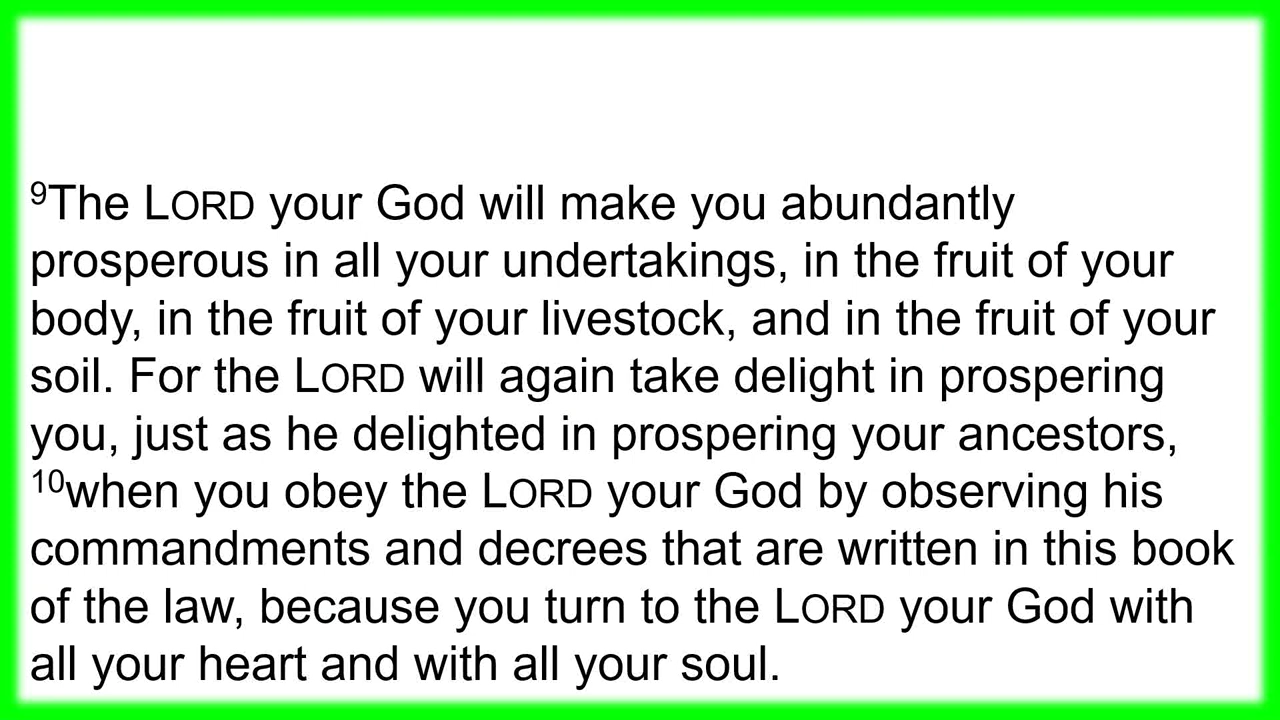 ⁹The LORD your God will make you abundantly
prosperous in all your undertakings, in the fruit of your
body, in the fruit of your livestock, and in the fruit of your
soil. For the LORD will again take delight in prospering
you, just as he delighted in prospering your ancestors,
¹⁰when you obey the LORD your God by observing his
commandments and decrees that are written in this book
of the law, because you turn to the LORD your God with
all your heart and with all your soul.